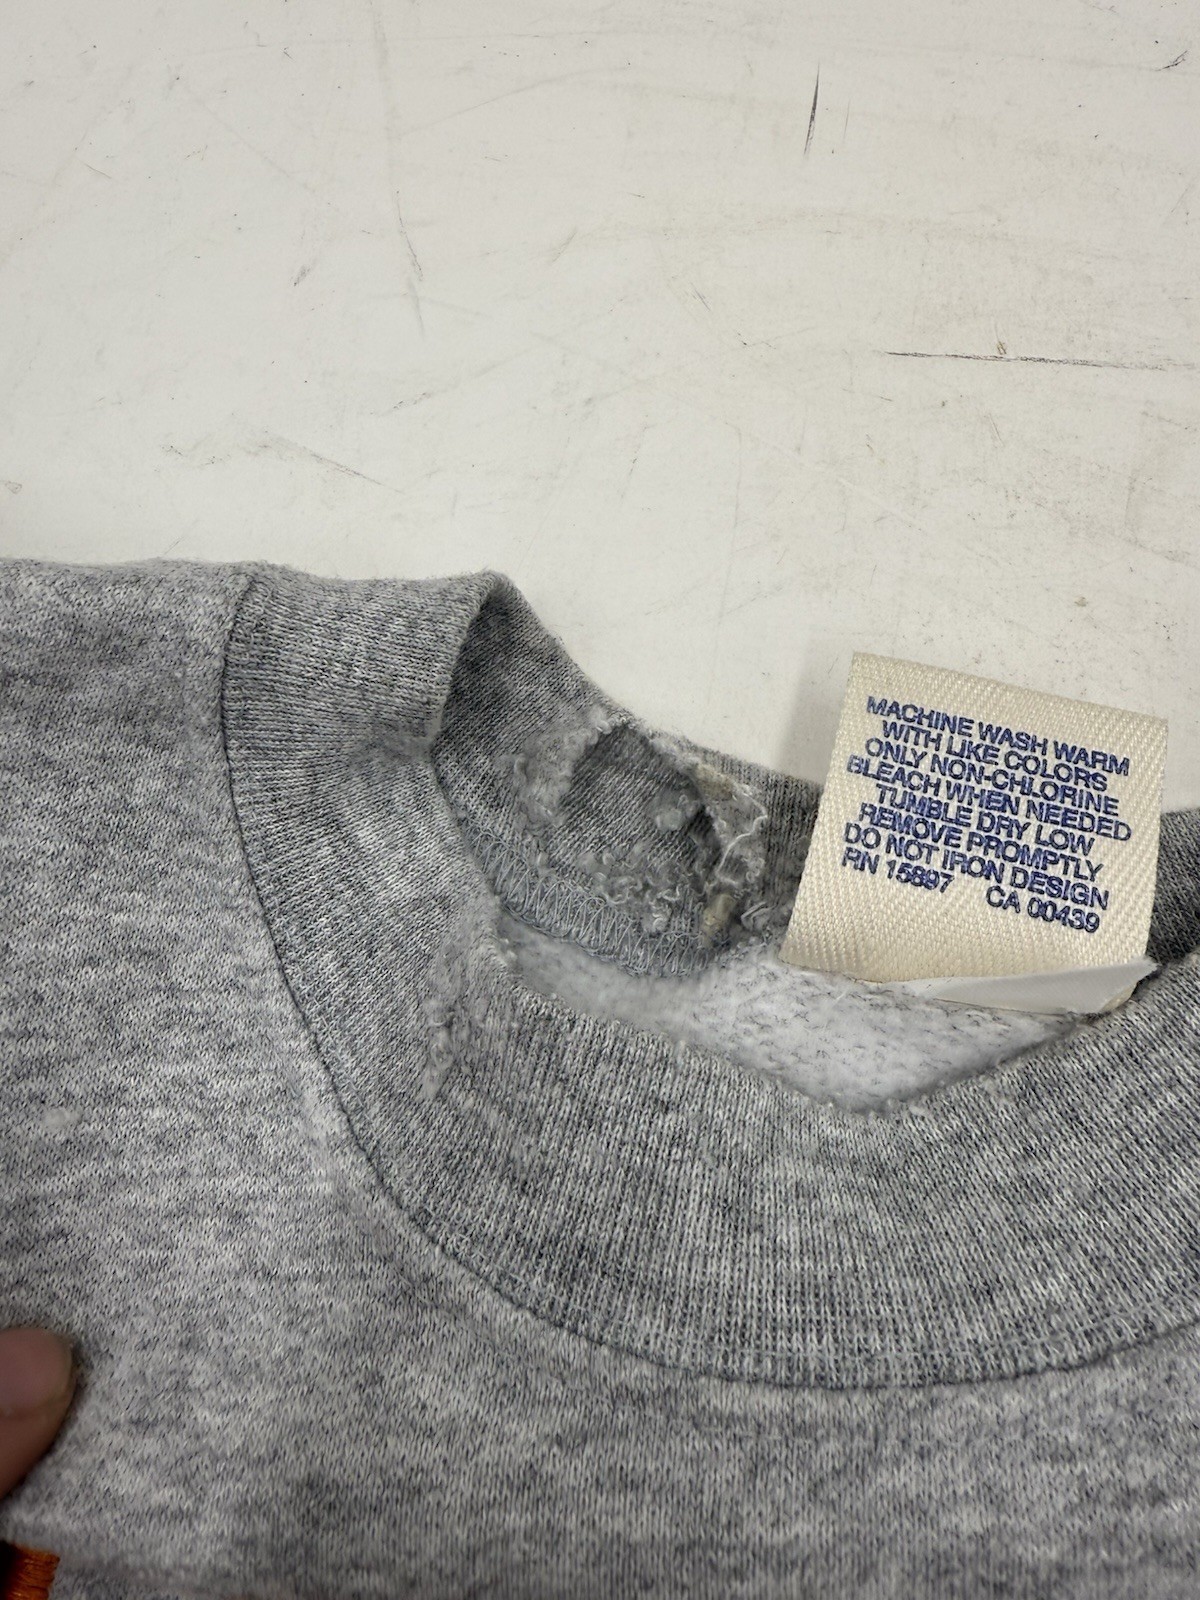 MACHINE WASH WARM
WITH LIKE COLORS
ONLY NON-CHLORINE
BLEACH WHEN NEEDED
TUMBLE DRY LOW
REMOVE PROMPTLY
DO NOT IRON DESIGN
RN 15897 CA 00439